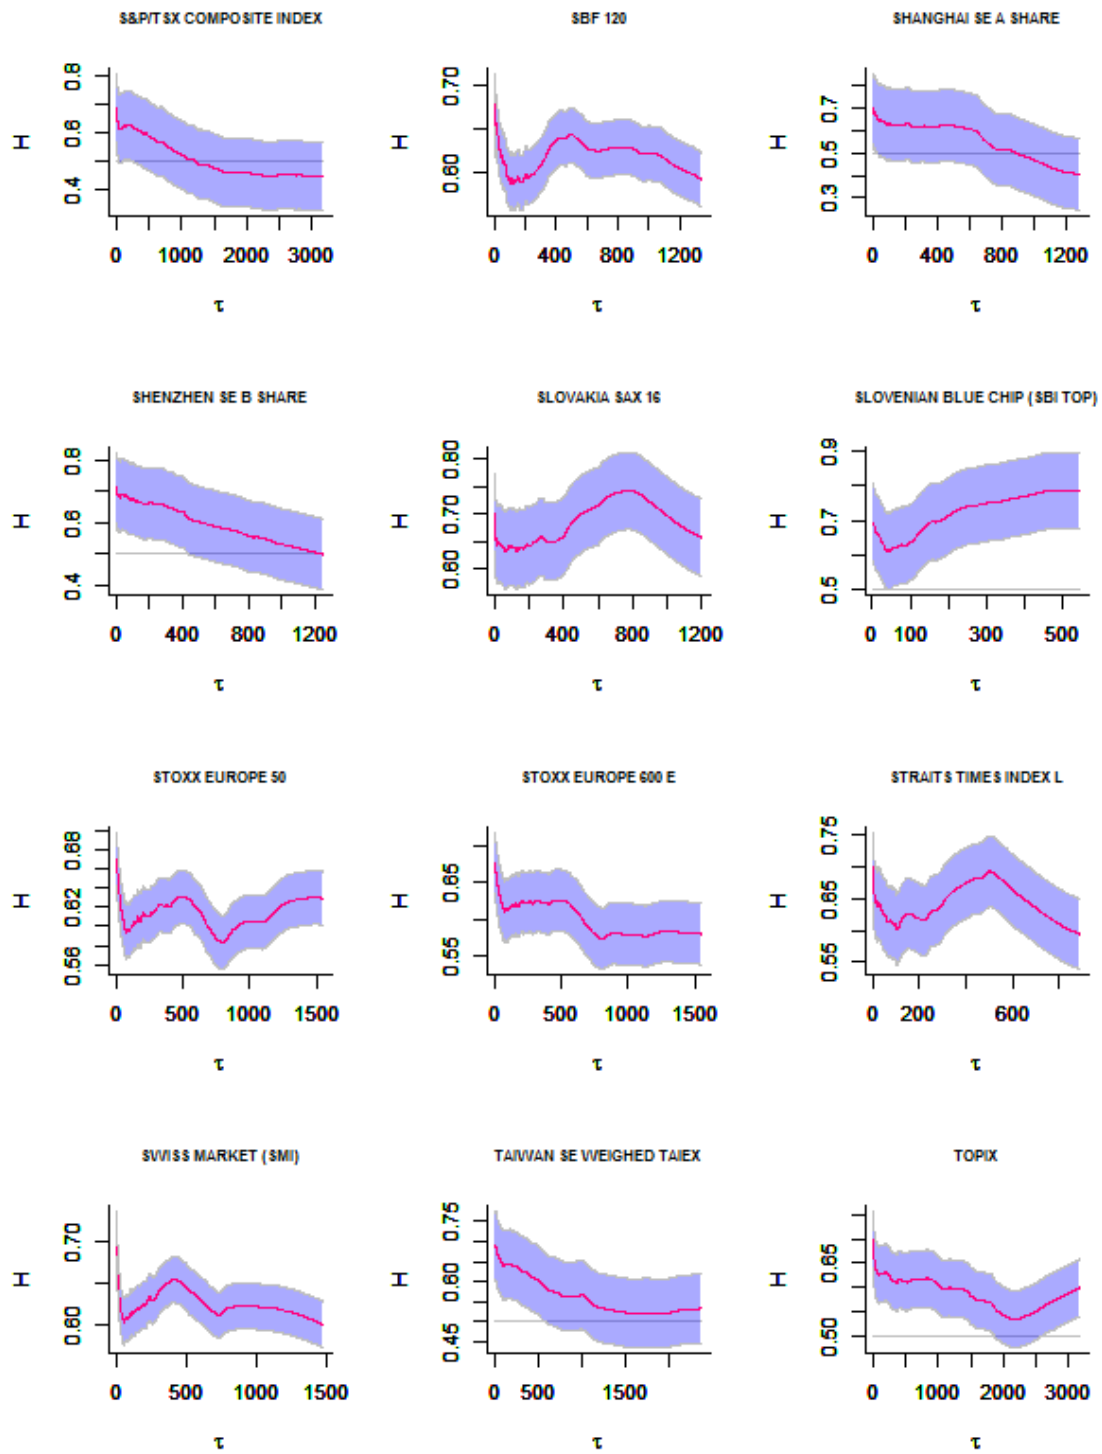 S&P/TSX COMPOSITE INDEX
SBF 120
SHANGHAI SE A SHARE
H
0.4 0.6 0.8
0 1000 2000 3000
τ
H
0.60 0.70
0 400 800 1200
τ
H
0.3 0.5 0.7
0 400 800 1200
τ
SHENZHEN SE B SHARE
SLOVAKIA SAX 16
SLOVENIAN BLUE CHIP (SBI TOP)
H
0.4 0.6 0.8
0 400 800 1200
τ
H
0.60 0.70 0.80
0 400 800 1200
τ
H
0.5 0.7 0.9
0 100 300 500
τ
STOXX EUROPE 50
STOXX EUROPE 600 E
STRAITS TIMES INDEX L
H
0.56 0.62 0.68
0 500 1000 1500
τ
H
0.55 0.65
0 500 1000 1500
τ
H
0.55 0.65 0.75
0 200 600
τ
SWISS MARKET (SMI)
TAIWAN SE WEIGHED TAIEX
TOPIX
H
0.60 0.70
0 500 1000 1500
τ
H
0.45 0.60 0.75
0 500 1500
τ
H
0.50 0.65
0 1000 2000 3000
τ